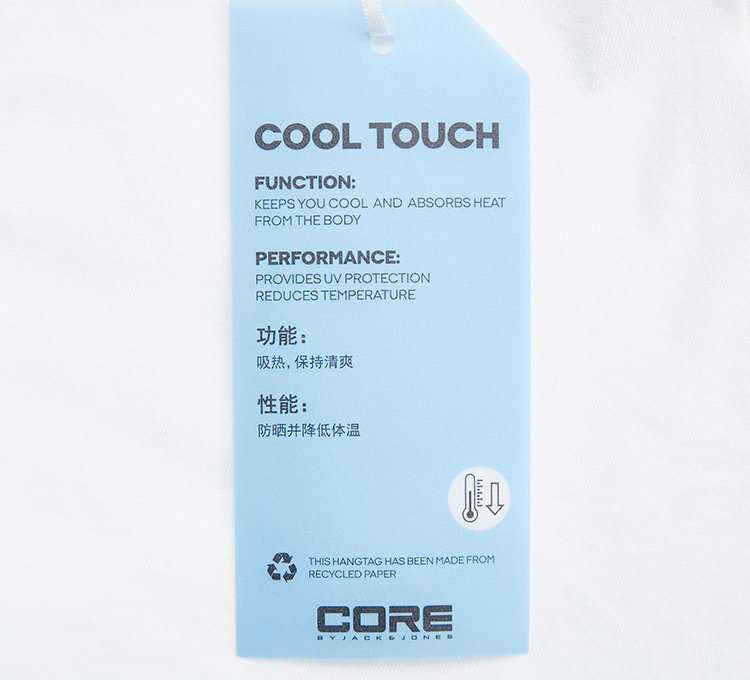 COOL TOUCH
FUNCTION:
KEEPS YOU COOL AND ABSORBS HEAT
FROM THE BODY
PERFORMANCE:
PROVIDES UV PROTECTION
REDUCES TEMPERATURE
功能：
吸热，保持清爽
性能：
防晒并降低体温
THIS HANGTAG HAS BEEN MADE FROM
RECYCLED PAPER
CORE
BY JACK & JONES